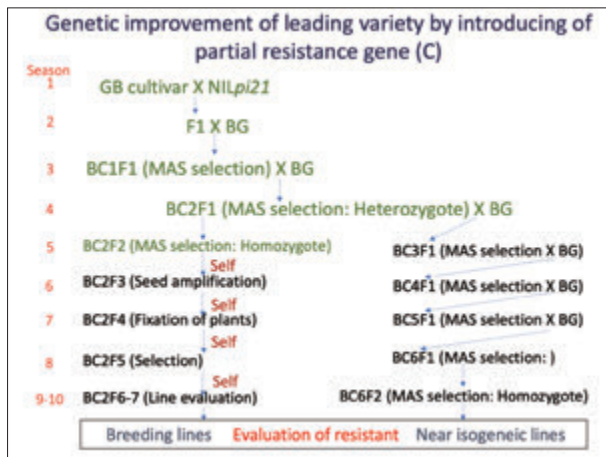 Genetic improvement of leading variety by introducing of
partial resistance gene (C)
Season
1 GB cultivar X NILpi21
2 F1 X BG
3 BC1F1 (MAS selection) X BG
4 BC2F1 (MAS selection: Heterozygote) X BG
5 BC2F2 (MAS selection: Homozygote) BC3F1 (MAS selection X BG)
Self
6 BC2F3 (Seed amplification) BC4F1 (MAS selection X BG)
Self
7 BC2F4 (Fixation of plants) BC5F1 (MAS selection X BG)
Self
8 BC2F5 (Selection) BC6F1 (MAS selection: )
Self
9-10 BC2F6-7 (Line evaluation) BC6F2 (MAS selection: Homozygote)
Breeding lines Evaluation of resistant Near isogeneic lines